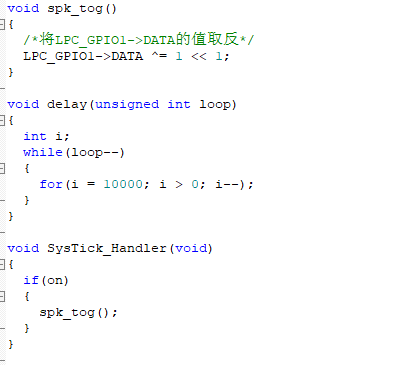 void spk_tog()
{
/*将LPC_GPIO1->DATA的值取反*/
LPC_GPIO1->DATA ^= 1 << 1;
}
void delay(unsigned int loop)
{
int i;
while(loop--)
{
for(i = 10000; i > 0; i--);
}
}
void SysTick_Handler(void)
{
if(on)
{
spk_tog();
}
}